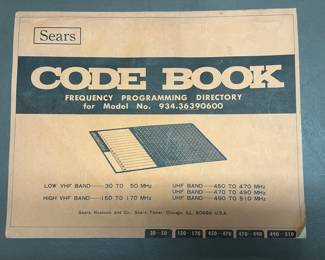 Sears
CODE BOOK
FREQUENCY PROGRAMMING DIRECTORY
for Model No. 934.36390600
LOW VHF BAND-----30 TO 50 MHz
HIGH VHF BAND----150 TO 170 MHz
UHF BAND-----450 TO 470 MHz
UHF BAND-----470 TO 490 MHz
UHF BAND-----490 TO 510 MHz
Sears, Roebuck and Co. Sears Tower, Chicago, ILL. 60684 U.S.A.
30-50 150-170 450-470 470-490 490-510